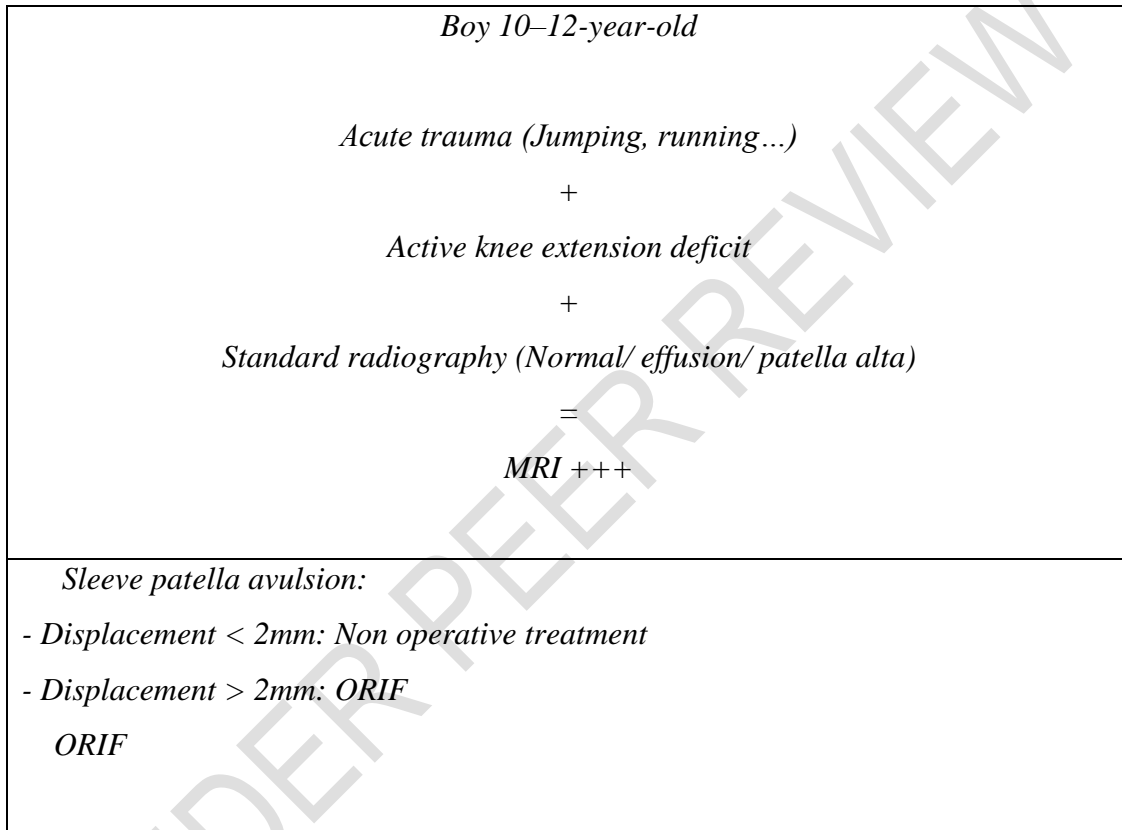 Boy 10–12-year-old
Acute trauma (Jumping, running…)
+
Active knee extension deficit
+
Standard radiography (Normal/ effusion/ patella alta)
=
MRI +++
Sleeve patella avulsion:
- Displacement < 2mm: Non operative treatment
- Displacement > 2mm: ORIF
ORIF
DER PEER REVIEW